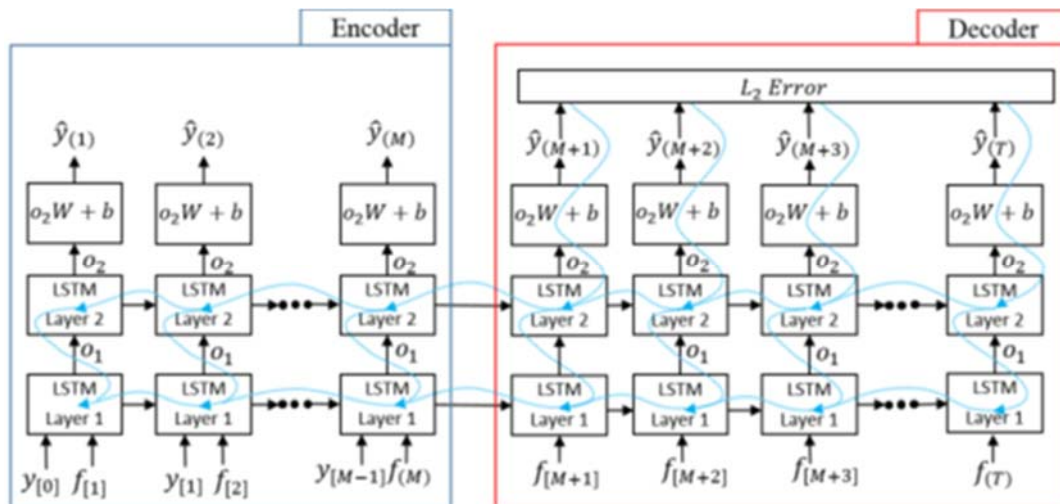 Encoder
Decoder
L₂ Error
ŷ(1) ŷ(2) ŷ(M) ŷ(M+1) ŷ(M+2) ŷ(M+3) ŷ(T)
o₂W + b o₂W + b o₂W + b o₂W + b o₂W + b o₂W + b o₂W + b
o₂ o₂ o₂ o₂ o₂ o₂ o₂
LSTM LSTM LSTM LSTM LSTM LSTM LSTM
Layer 2 Layer 2 Layer 2 Layer 2 Layer 2 Layer 2 Layer 2
o₁ o₁ o₁ o₁ o₁ o₁
LSTM LSTM LSTM LSTM LSTM LSTM LSTM
Layer 1 Layer 1 Layer 1 Layer 1 Layer 1 Layer 1 Layer 1
y[0] f[1] y[1] f[2] y[M−1] f(M) f[M+1] f[M+2] f[M+3] f(T)